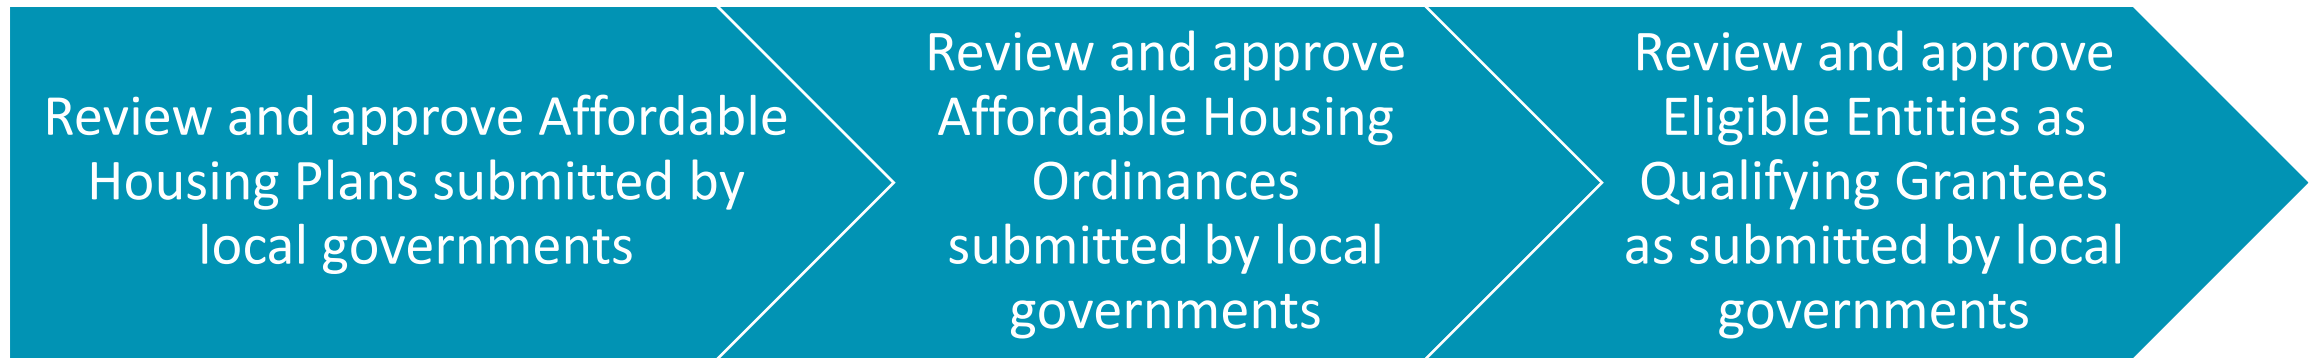 Review and approve Affordable
Housing Plans submitted by
local governments
Review and approve
Affordable Housing
Ordinances
submitted by local
governments
Review and approve
Eligible Entities as
Qualifying Grantees
as submitted by local
governments